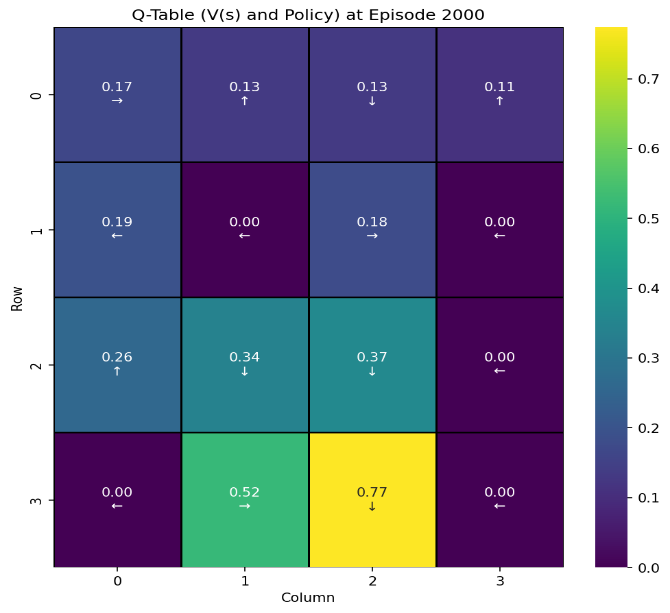 Q-Table (V(s) and Policy) at Episode 2000
0.17 0.13 0.13 0.11
→ ↑ ↓ ↑
0
0.19 0.00 0.18 0.00
← ← → ←
1
0.26 0.34 0.37 0.00
↑ ↓ ↓ ←
2
0.00 0.52 0.77 0.00
← → ↓ ←
3
Row
0 1 2 3
Column
0.7
0.6
0.5
0.4
0.3
0.2
0.1
0.0